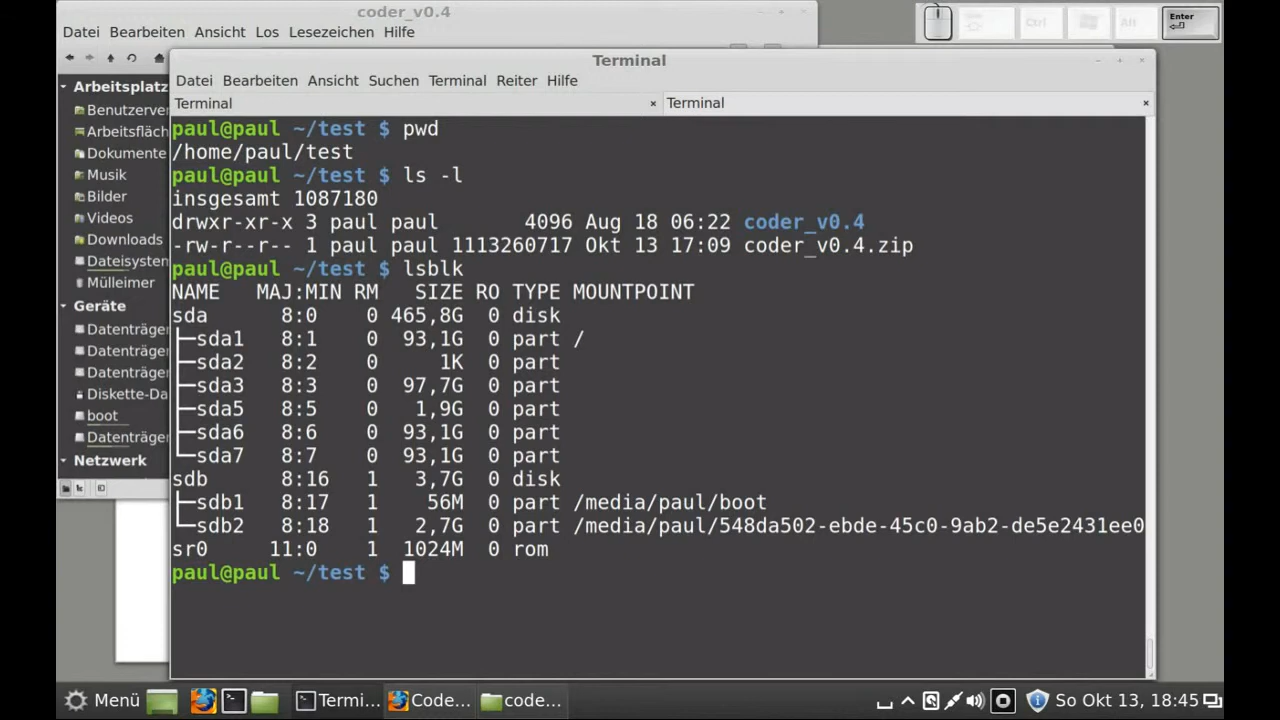 coder_v0.4
Datei Bearbeiten Ansicht Los Lesezeichen Hilfe
Ctrl
Alt
Enter
Arbeitsplatz
Benutzerver
Arbeitsfläch
Dokumente
Musik
Bilder
Videos
Downloads
Dateisystem
Mülleimer
Geräte
Datenträger
Datenträger
Datenträger
Diskette-Da
boot
Datenträger
Netzwerk
Terminal
Datei Bearbeiten Ansicht Suchen Terminal Reiter Hilfe
Terminal × Terminal ×
paul@paul ~/test $ pwd
/home/paul/test
paul@paul ~/test $ ls -l
insgesamt 1087180
drwxr-xr-x 3 paul paul 4096 Aug 18 06:22 coder_v0.4
-rw-r--r-- 1 paul paul 1113260717 Okt 13 17:09 coder_v0.4.zip
paul@paul ~/test $ lsblk
NAME MAJ:MIN RM SIZE RO TYPE MOUNTPOINT
sda 8:0 0 465,8G 0 disk
├─sda1 8:1 0 93,1G 0 part /
├─sda2 8:2 0 1K 0 part
├─sda3 8:3 0 97,7G 0 part
├─sda5 8:5 0 1,9G 0 part
├─sda6 8:6 0 93,1G 0 part
└─sda7 8:7 0 93,1G 0 part
sdb 8:16 1 3,7G 0 disk
├─sdb1 8:17 1 56M 0 part /media/paul/boot
└─sdb2 8:18 1 2,7G 0 part /media/paul/548da502-ebde-45c0-9ab2-de5e2431ee0
sr0 11:0 1 1024M 0 rom
paul@paul ~/test $
Menü Termi... Code... code... So Okt 13, 18:45